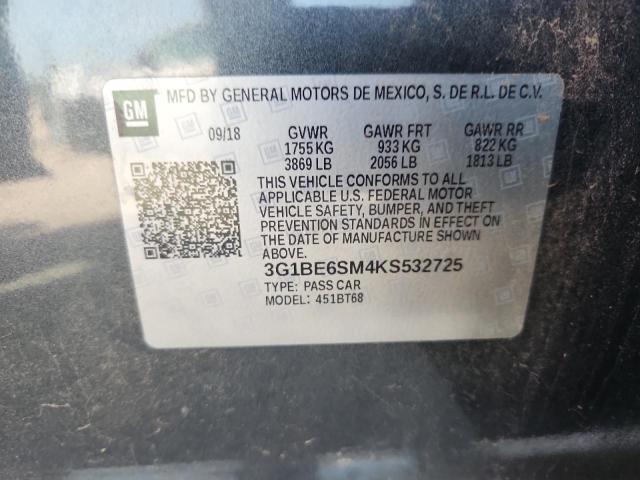 GM MFD BY GENERAL MOTORS DE MEXICO, S. DE R.L. DE C.V.
09/18 GVWR GAWR FRT GAWR RR
1755 KG 933 KG 822 KG
3869 LB 2056 LB 1813 LB
THIS VEHICLE CONFORMS TO ALL
APPLICABLE U.S. FEDERAL MOTOR
VEHICLE SAFETY, BUMPER, AND THEFT
PREVENTION STANDARDS IN EFFECT ON
THE DATE OF MANUFACTURE SHOWN
ABOVE.
3G1BE6SM4KS532725
TYPE: PASS CAR
MODEL: 451BT68